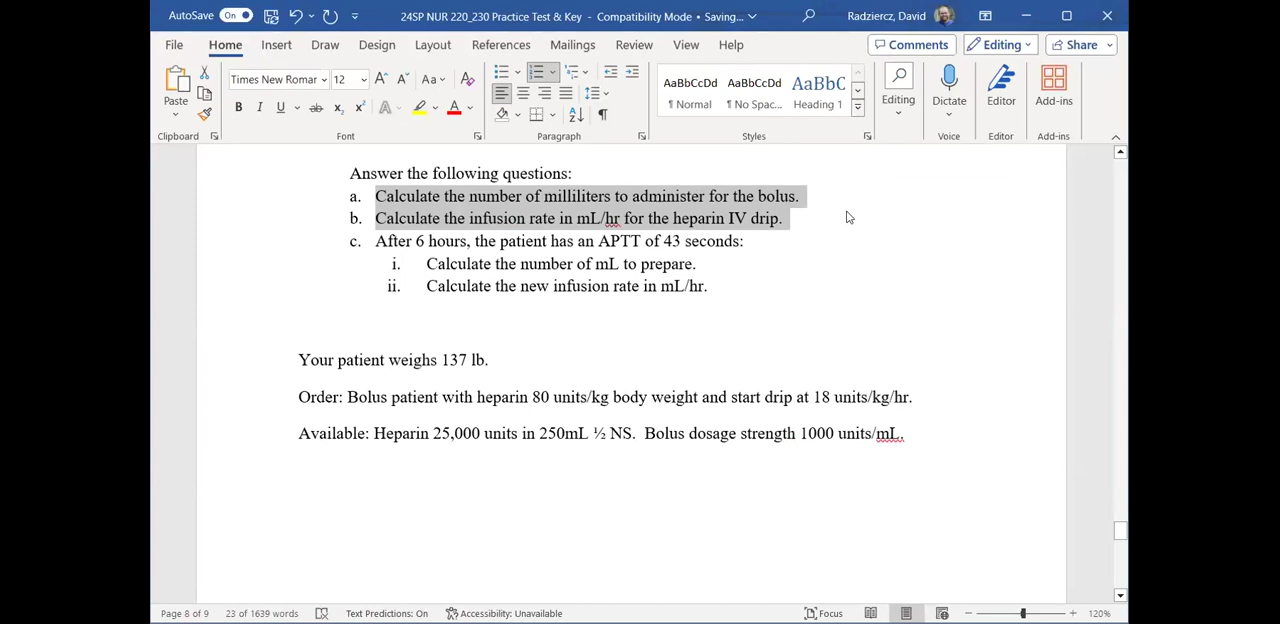 AutoSave On 24SP NUR 220_230 Practice Test & Key - Compatibility Mode • Saving... Radziercz, David
File Home Insert Draw Design Layout References Mailings Review View Help Comments Editing Share
Times New Romar 12 Aa AaBbCcDd AaBbCcDd AaBbC
Paste B I U ab x₂ x² A A ¶ Normal ¶ No Spac... Heading 1 Editing Dictate Editor Add-ins
Clipboard Font Paragraph Styles Voice Editor Add-ins
Answer the following questions:
a. Calculate the number of milliliters to administer for the bolus.
b. Calculate the infusion rate in mL/hr for the heparin IV drip.
c. After 6 hours, the patient has an APTT of 43 seconds:
i. Calculate the number of mL to prepare.
ii. Calculate the new infusion rate in mL/hr.
Your patient weighs 137 lb.
Order: Bolus patient with heparin 80 units/kg body weight and start drip at 18 units/kg/hr.
Available: Heparin 25,000 units in 250mL ½ NS. Bolus dosage strength 1000 units/mL.
Page 8 of 9 23 of 1639 words Text Predictions: On Accessibility: Unavailable Focus 120%